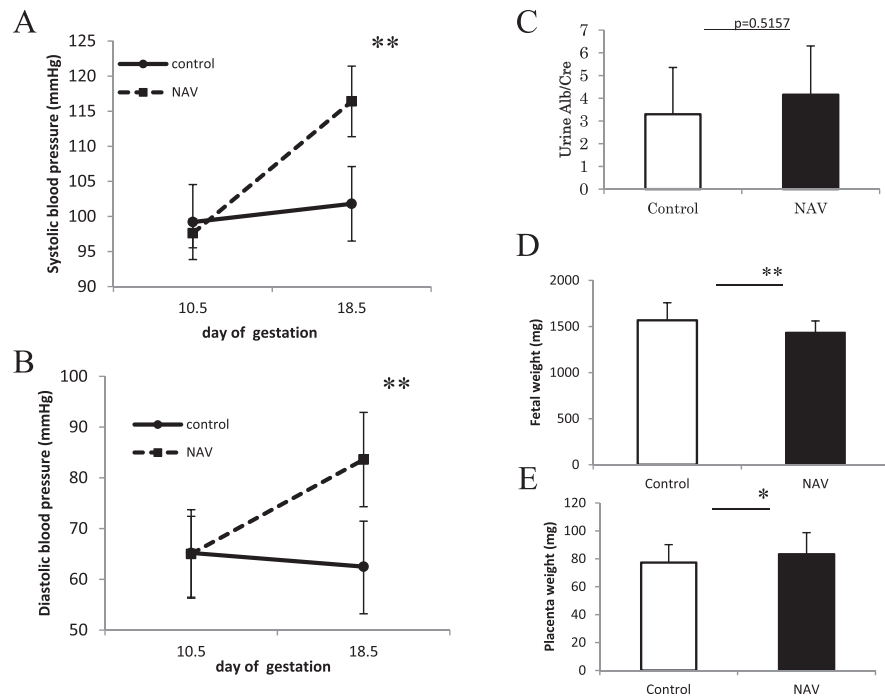 A
Systolic blood pressure (mmHg)
130
125
120
115
110
105
100
95
90
control
NAV
**
10.5
18.5
day of gestation
B
Diastolic blood pressure (mmHg)
100
90
80
70
60
50
control
NAV
**
10.5
18.5
day of gestation
C
Urine Alb/Cre
7
6
5
4
3
2
1
0
p=0.5157
Control
NAV
D
Fetal weight (mg)
2000
1500
1000
500
0
**
Control
NAV
E
Placenta weight (mg)
120
100
80
60
40
20
0
*
Control
NAV